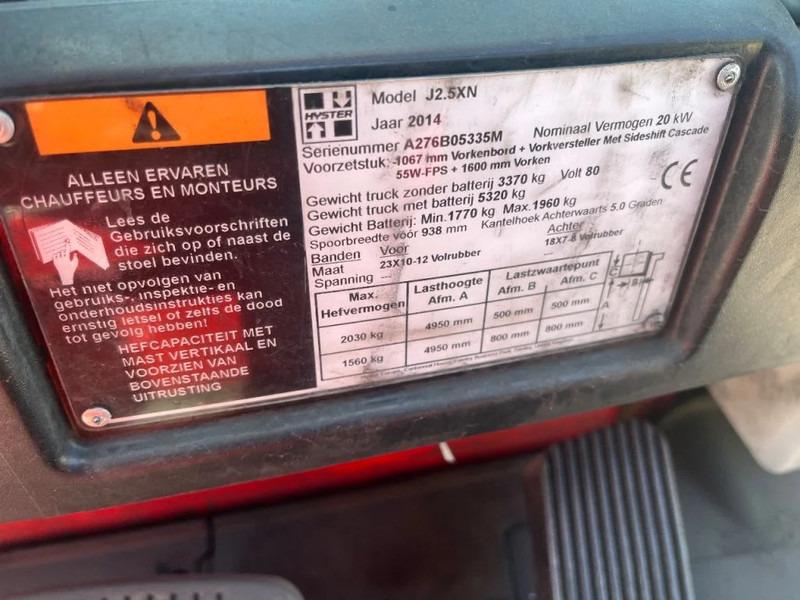 ALLEEN ERVAREN
CHAUFFEURS EN MONTEURS
Lees de
Gebruiksvoorschriften
die zich op of naast de
stoel bevinden.
Het niet opvolgen van
gebruiks-, inspektie- en
onderhoudsinstrukties kan
ernstig letsel of zelfs de dood
tot gevolg hebben!
HEFCAPACITEIT MET
MAST VERTIKAAL EN
VOORZIEN VAN
BOVENSTAANDE
UITRUSTING
HYSTER
Model J2.5XN
Jaar 2014
Nominaal Vermogen 20 kW
Serienummer A276B05335M
Voorzetstuk: -1067 mm Vorkenbord + Vorkversteller Met Sideshift Cascade
55W-FPS + 1600 mm Vorken
Gewicht truck zonder batterij 3370 kg Volt 80
Gewicht truck met batterij 5320 kg
CE
Gewicht Batterij: Min.1770 kg Max.1960 kg
Spoorbreedte vóór 938 mm Kantelhoek Achterwaarts 5.0 Graden
Banden Voor Achter
Maat 23X10-12 Volrubber 18X7-8 Volrubber
Spanning ---
Max. Hefvermogen Lasthoogte Afm. A Lastzwaartepunt Afm. B Afm. C
2030 kg 4950 mm 500 mm 500 mm
1560 kg 4950 mm 800 mm 800 mm
C
B
A